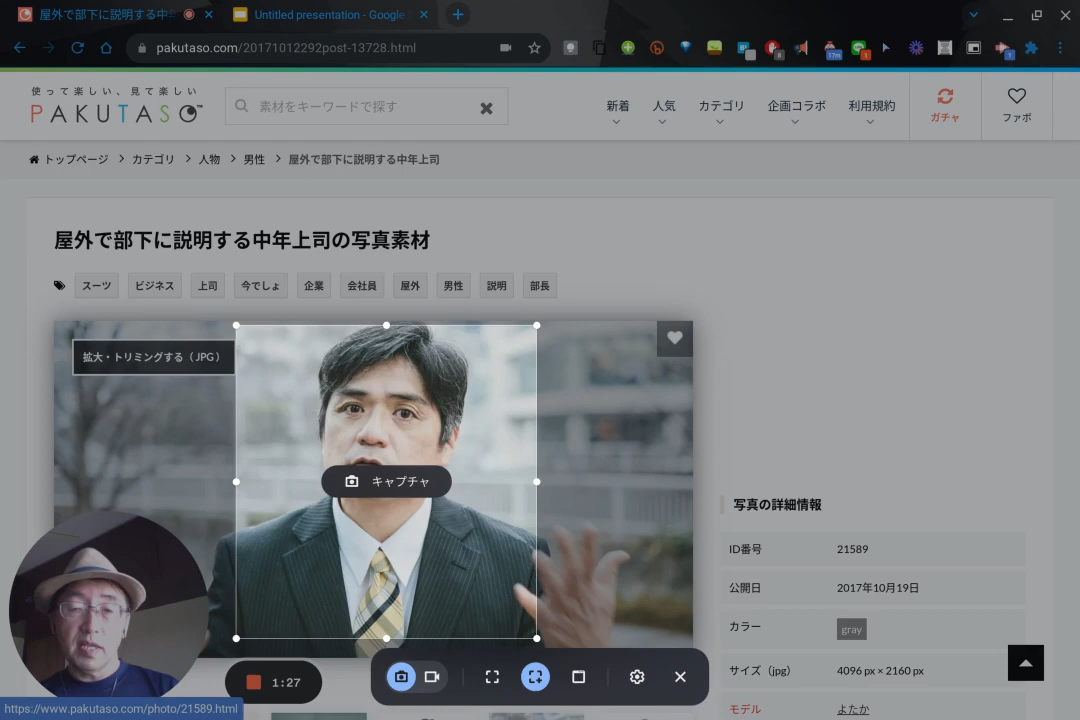 屋外で部下に説明する中年
Untitled presentation - Google
pakutaso.com/20171012292post-13728.html
17m
8
1
1
使って楽しい、見て楽しい
PAKUTASO™
素材をキーワードで探す
新着
人気
カテゴリ
企画コラボ
利用規約
ガチャ
ファボ
トップページ
カテゴリ
人物
男性
屋外で部下に説明する中年上司
屋外で部下に説明する中年上司の写真素材
スーツ
ビジネス
上司
今でしょ
企業
会社員
屋外
男性
説明
部長
拡大・トリミングする（JPG）
キャプチャ
写真の詳細情報
ID番号
21589
公開日
2017年10月19日
カラー
gray
サイズ（jpg）
4096 px × 2160 px
モデル
よたか
1:27
https://www.pakutaso.com/photo/21589.html